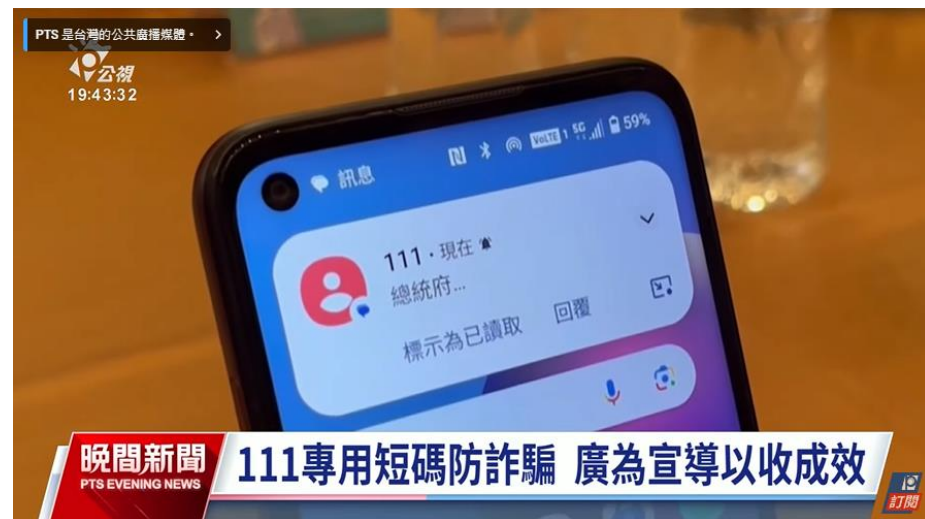 PTS 是台灣的公共廣播媒體。
公視
19:43:32
訊息
VoLTE 1 5G 59%
111 · 現在
總統府...
標示為已讀取 回覆
晚間新聞
PTS EVENING NEWS
111專用短碼防詐騙 廣為宣導以收成效
訂閱